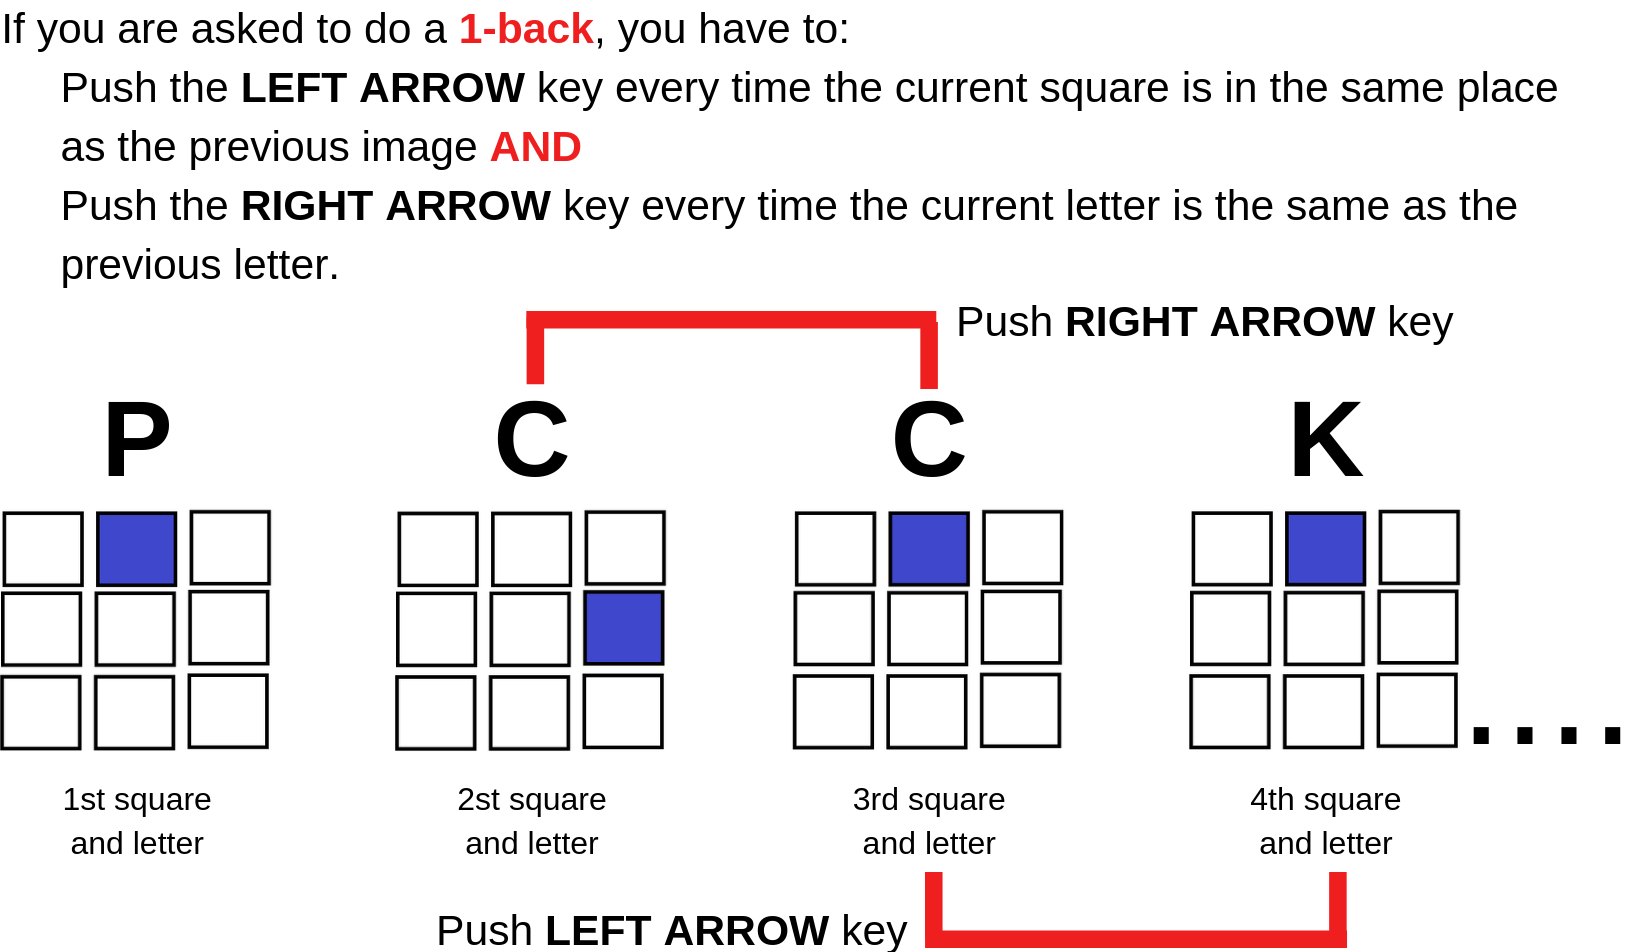 If you are asked to do a 1-back, you have to:
Push the LEFT ARROW key every time the current square is in the same place
as the previous image AND
Push the RIGHT ARROW key every time the current letter is the same as the
previous letter.
Push RIGHT ARROW key
P C C K
....
1st square 2st square 3rd square 4th square
and letter and letter and letter and letter
Push LEFT ARROW key